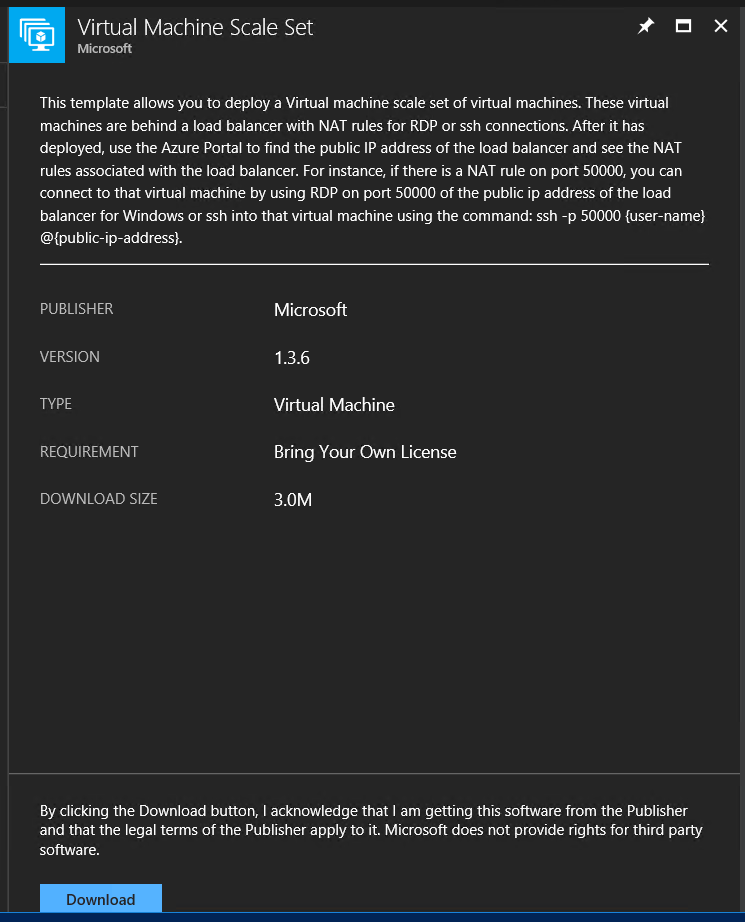 Virtual Machine Scale Set
Microsoft
This template allows you to deploy a Virtual machine scale set of virtual machines. These virtual
machines are behind a load balancer with NAT rules for RDP or ssh connections. After it has
deployed, use the Azure Portal to find the public IP address of the load balancer and see the NAT
rules associated with the load balancer. For instance, if there is a NAT rule on port 50000, you can
connect to that virtual machine by using RDP on port 50000 of the public ip address of the load
balancer for Windows or ssh into that virtual machine using the command: ssh -p 50000 {user-name}
@{public-ip-address}.
PUBLISHER Microsoft
VERSION 1.3.6
TYPE Virtual Machine
REQUIREMENT Bring Your Own License
DOWNLOAD SIZE 3.0M
By clicking the Download button, I acknowledge that I am getting this software from the Publisher
and that the legal terms of the Publisher apply to it. Microsoft does not provide rights for third party
software.
Download